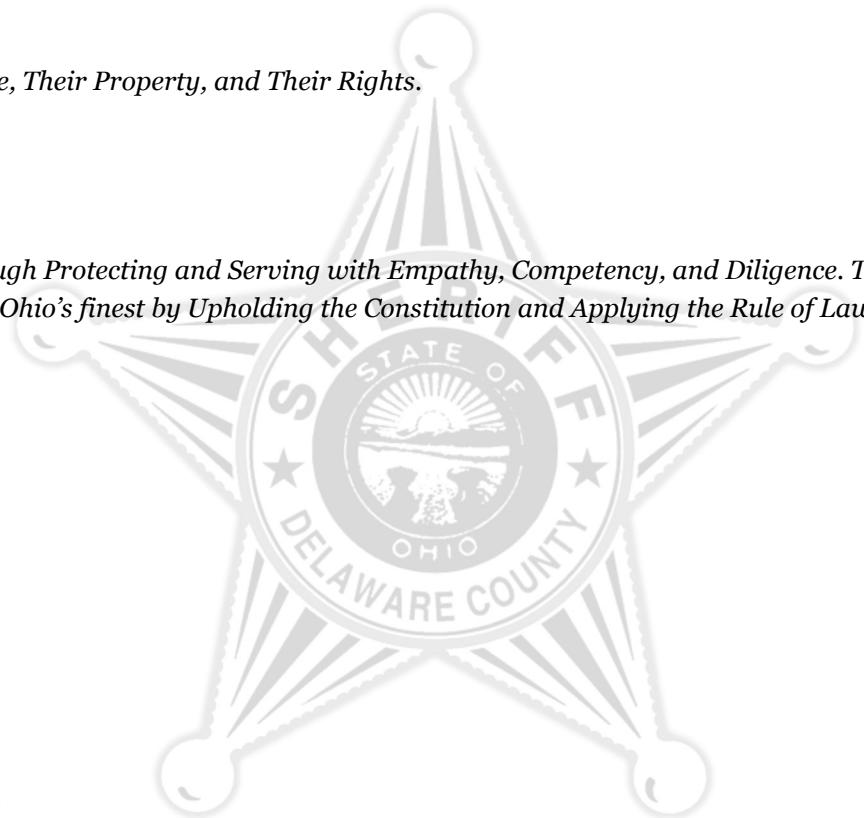 e, Their Property, and Their Rights.
ugh Protecting and Serving with Empathy, Competency, and Diligence. T
Ohio’s finest by Upholding the Constitution and Applying the Rule of Law
SHERIFF
STATE OF
OHIO
DELAWARE COUNTY